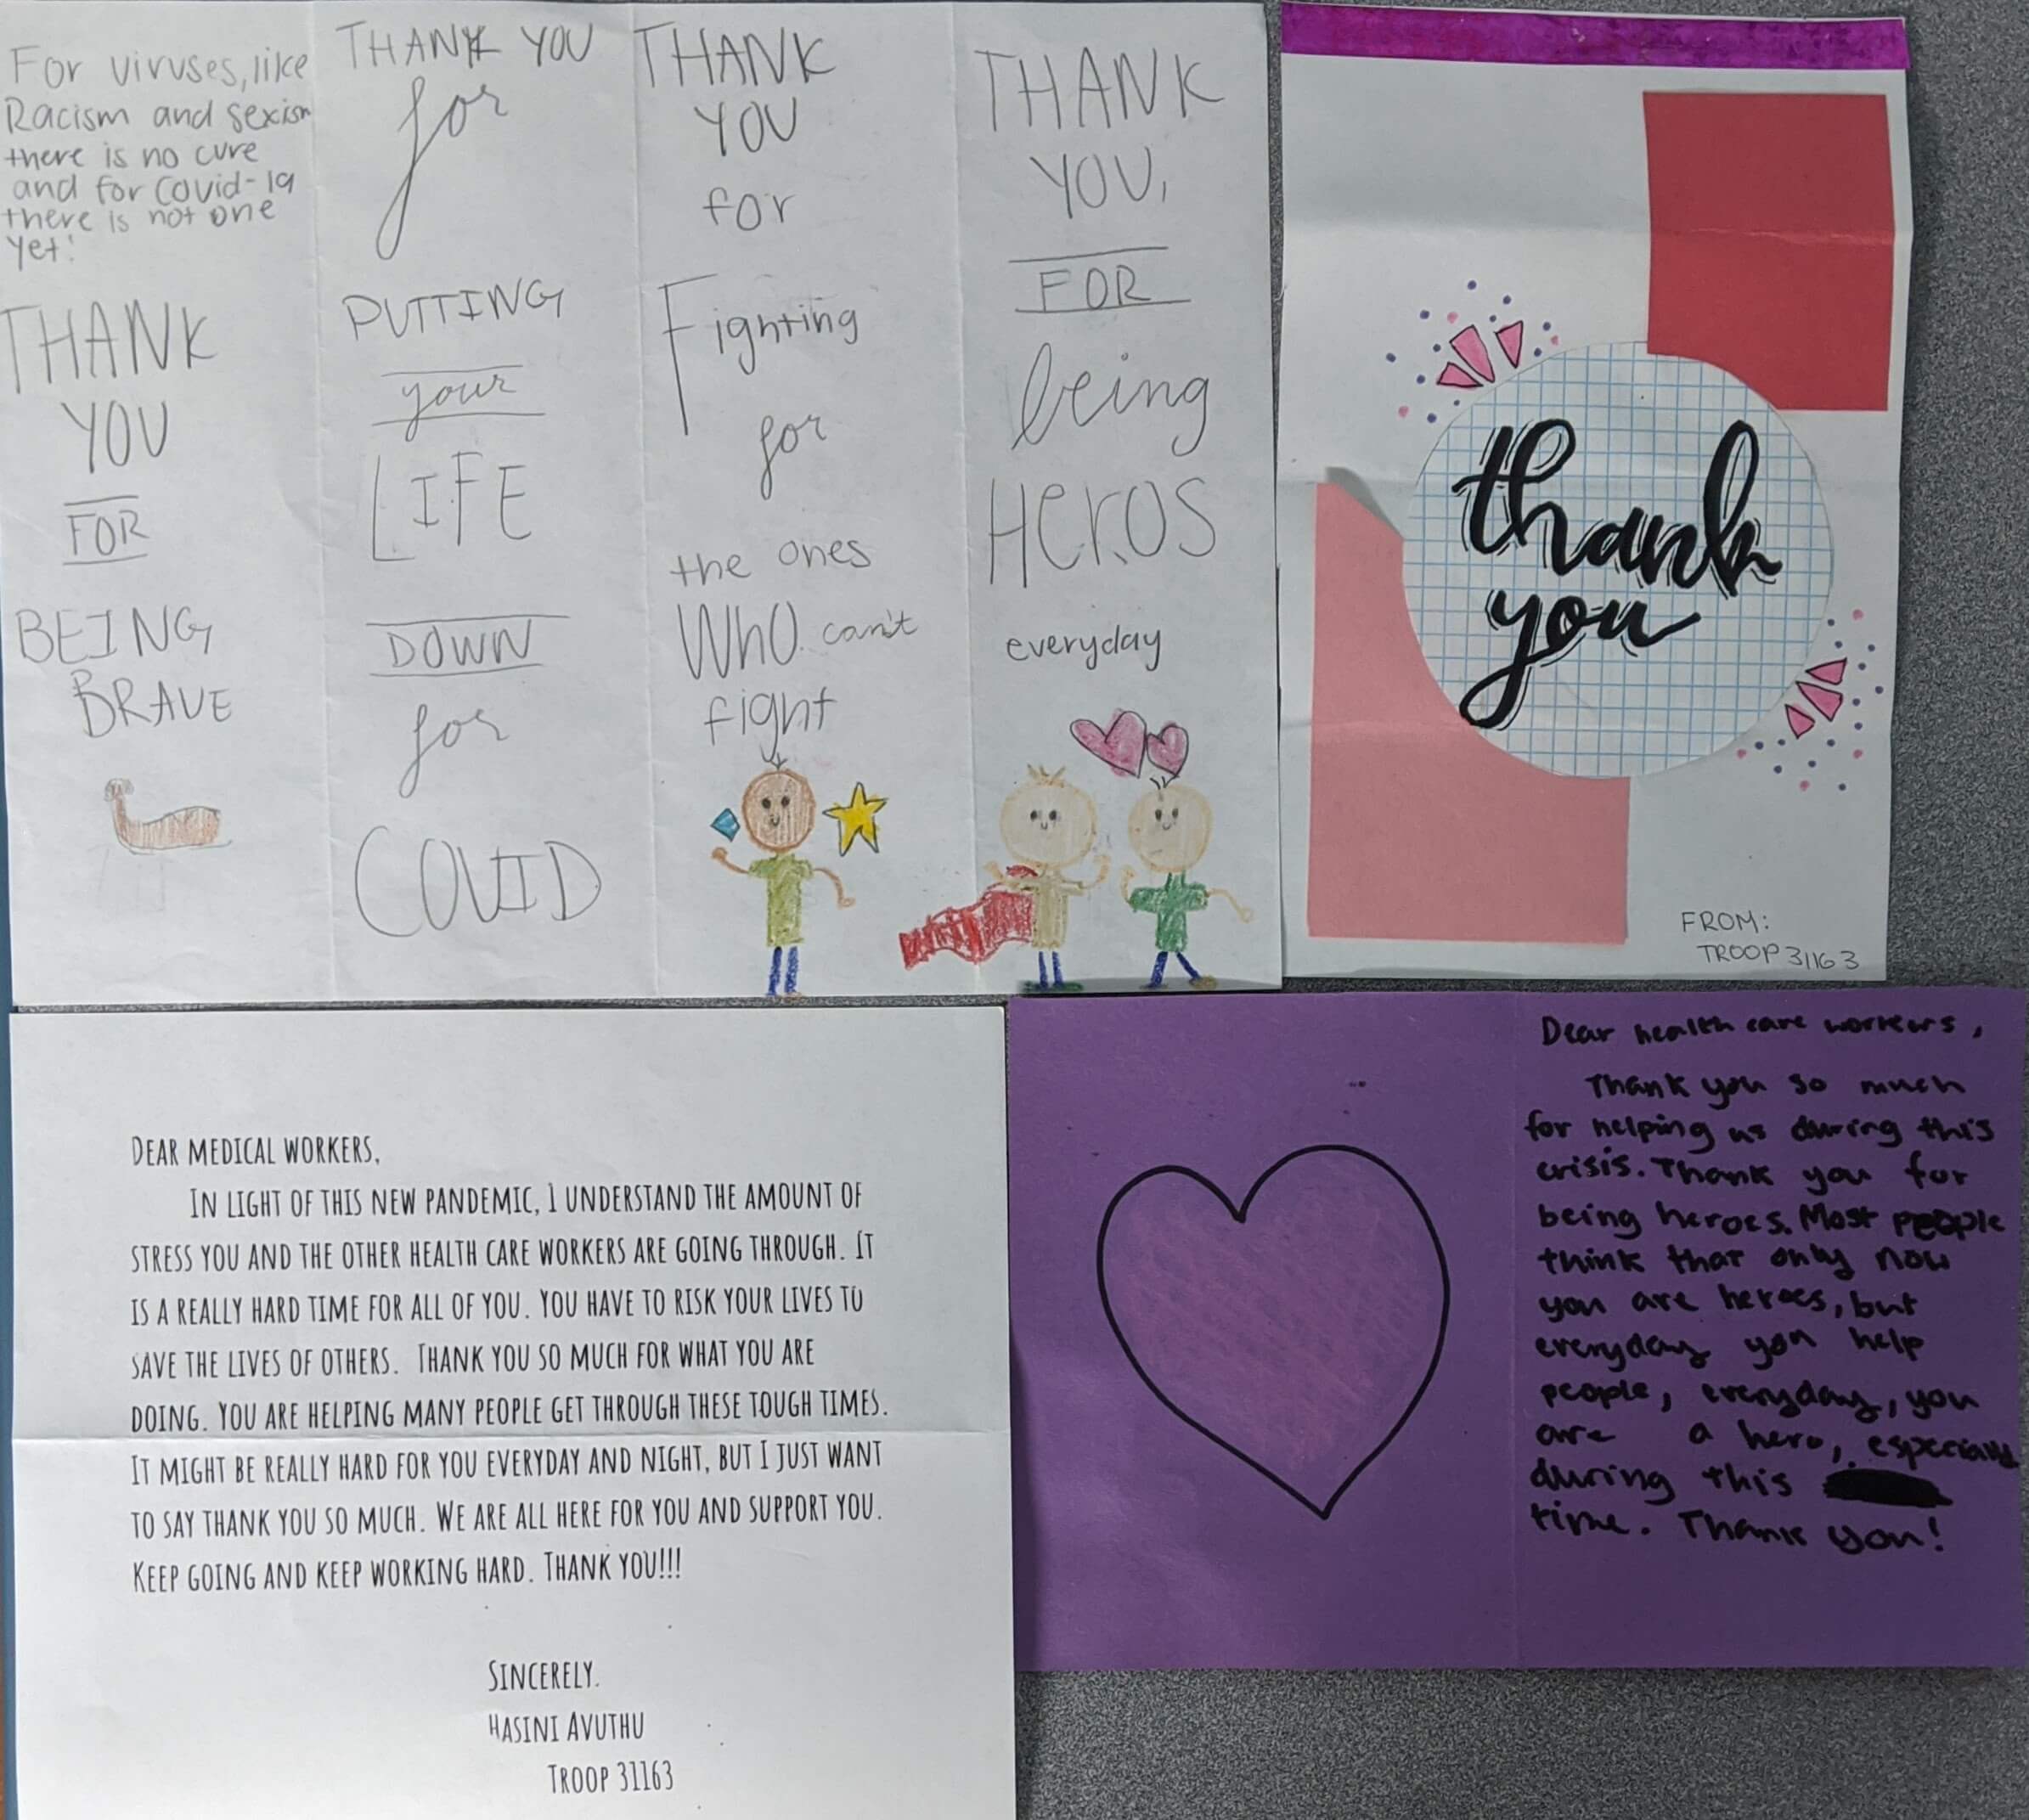 For viruses, like
Racism and sexism
there is no cure
and for Covid-19
there is not one
yet!
THANK
YOU
FOR
BEING
BRAVE
THANK YOU
for
PUTTING
your
LIFE
DOWN
for
COVID
THANK
YOU
for
Fighting
for
the ones
WhO can't
fight
THANK
YOU,
FOR
being
HerOS
everyday
thank
you
FROM:
TROOP 31163
DEAR MEDICAL WORKERS,
IN LIGHT OF THIS NEW PANDEMIC, I UNDERSTAND THE AMOUNT OF
STRESS YOU AND THE OTHER HEALTH CARE WORKERS ARE GOING THROUGH. IT
IS A REALLY HARD TIME FOR ALL OF YOU. YOU HAVE TO RISK YOUR LIVES TO
SAVE THE LIVES OF OTHERS. THANK YOU SO MUCH FOR WHAT YOU ARE
DOING. YOU ARE HELPING MANY PEOPLE GET THROUGH THESE TOUGH TIMES.
IT MIGHT BE REALLY HARD FOR YOU EVERYDAY AND NIGHT, BUT I JUST WANT
TO SAY THANK YOU SO MUCH. WE ARE ALL HERE FOR YOU AND SUPPORT YOU.
KEEP GOING AND KEEP WORKING HARD. THANK YOU!!!
SINCERELY.
HASINI AVUTHU
TROOP 31163
Dear health care workers,
Thank you so much
for helping us during this
crisis. Thank you for
being heroes. Most people
think that only now
you are heroes, but
everyday you help
people, everyday, you
are a hero, especially
during this
time. Thank you!